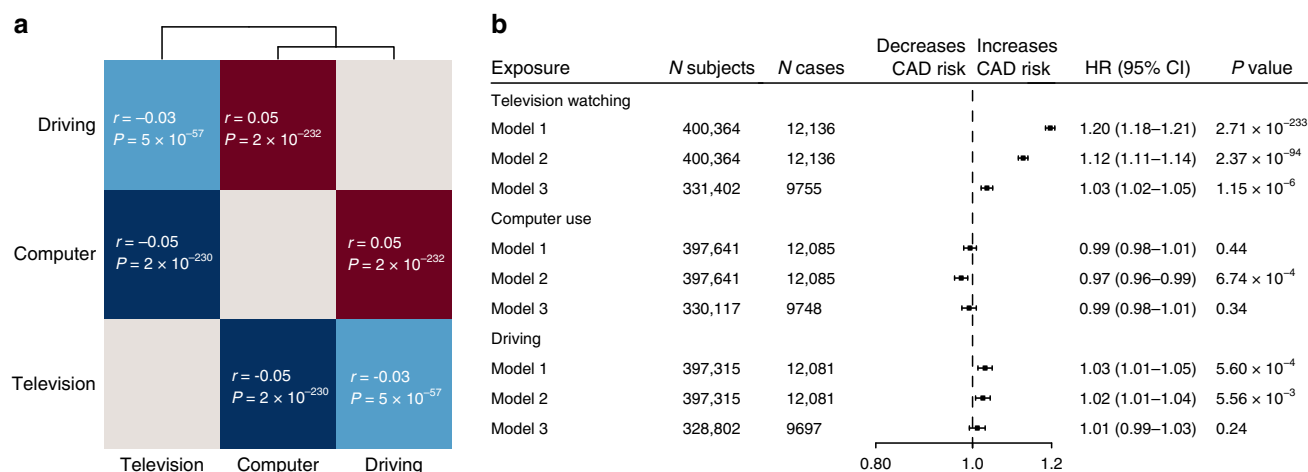 a
Driving
r = –0.03
P = 5 × 10⁻⁵⁷
r = 0.05
P = 2 × 10⁻²³²
Computer
r = –0.05
P = 2 × 10⁻²³⁰
r = 0.05
P = 2 × 10⁻²³²
Television
r = -0.05
P = 2 × 10⁻²³⁰
r = -0.03
P = 5 × 10⁻⁵⁷
Television Computer Driving
b
Decreases Increases
Exposure N subjects N cases CAD risk CAD risk HR (95% CI) P value
Television watching
Model 1 400,364 12,136 1.20 (1.18–1.21) 2.71 × 10⁻²³³
Model 2 400,364 12,136 1.12 (1.11–1.14) 2.37 × 10⁻⁹⁴
Model 3 331,402 9755 1.03 (1.02–1.05) 1.15 × 10⁻⁶
Computer use
Model 1 397,641 12,085 0.99 (0.98–1.01) 0.44
Model 2 397,641 12,085 0.97 (0.96–0.99) 6.74 × 10⁻⁴
Model 3 330,117 9748 0.99 (0.98–1.01) 0.34
Driving
Model 1 397,315 12,081 1.03 (1.01–1.05) 5.60 × 10⁻⁴
Model 2 397,315 12,081 1.02 (1.01–1.04) 5.56 × 10⁻³
Model 3 328,802 9697 1.01 (0.99–1.03) 0.24
0.80 1.0 1.2